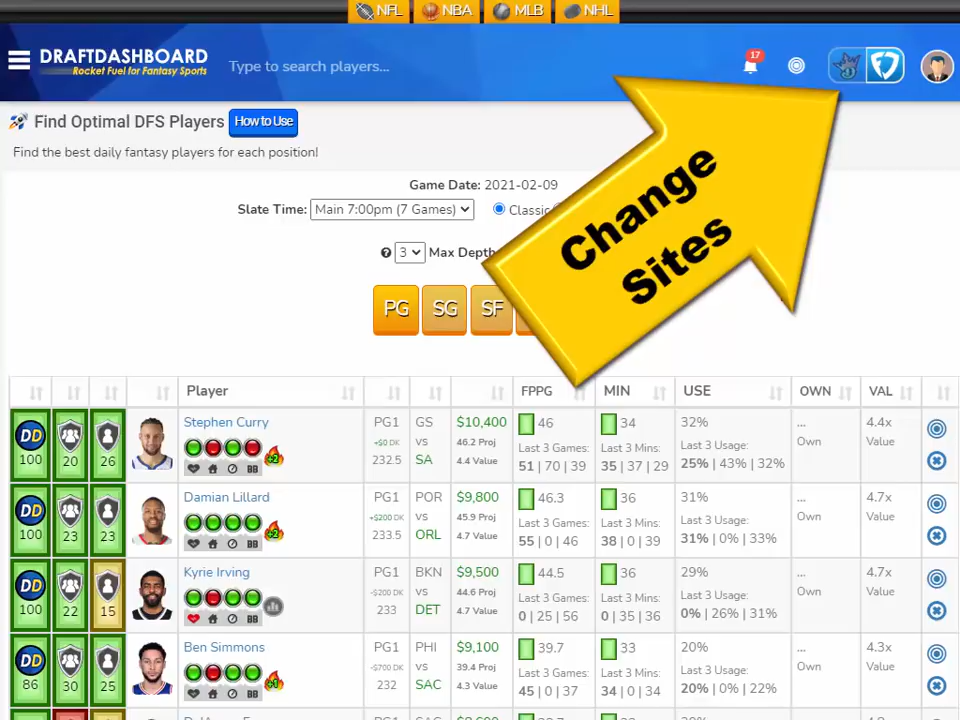 NFL NBA MLB NHL
DRAFTDASHBOARD
Rocket Fuel for Fantasy Sports
Type to search players...
17
Find Optimal DFS Players How to Use
Find the best daily fantasy players for each position!
Game Date: 2021-02-09
Slate Time: Main 7:00pm (7 Games) Classic
3 Max Depth
Change
Sites
PG SG SF
Player FPPG MIN USE OWN VAL
Stephen Curry PG1 GS $10,400 46 34 32% ... 4.4x
DD +$0 DK VS 46.2 Proj Last 3 Games: Last 3 Mins: Last 3 Usage: Own Value
100 20 26 +2 BB 232.5 SA 4.4 Value 51 | 70 | 39 35 | 37 | 29 25% | 43% | 32%
Damian Lillard PG1 POR $9,800 46.3 36 31% ... 4.7x
DD +$200 DK VS 45.9 Proj Last 3 Games: Last 3 Mins: Last 3 Usage: Own Value
100 23 23 +2 BB 233.5 ORL 4.7 Value 55 | 0 | 46 38 | 0 | 39 31% | 0% | 33%
Kyrie Irving PG1 BKN $9,500 44.5 36 29% ... 4.7x
DD -$200 DK VS 44.6 Proj Last 3 Games: Last 3 Mins: Last 3 Usage: Own Value
100 22 15 BB 233 DET 4.7 Value 0 | 25 | 56 0 | 35 | 36 0% | 26% | 31%
Ben Simmons PG1 PHI $9,100 39.7 33 20% ... 4.3x
DD -$700 DK VS 39.4 Proj Last 3 Games: Last 3 Mins: Last 3 Usage: Own Value
86 30 25 +1 BB 232 SAC 4.3 Value 45 | 0 | 37 34 | 0 | 34 20% | 0% | 22%